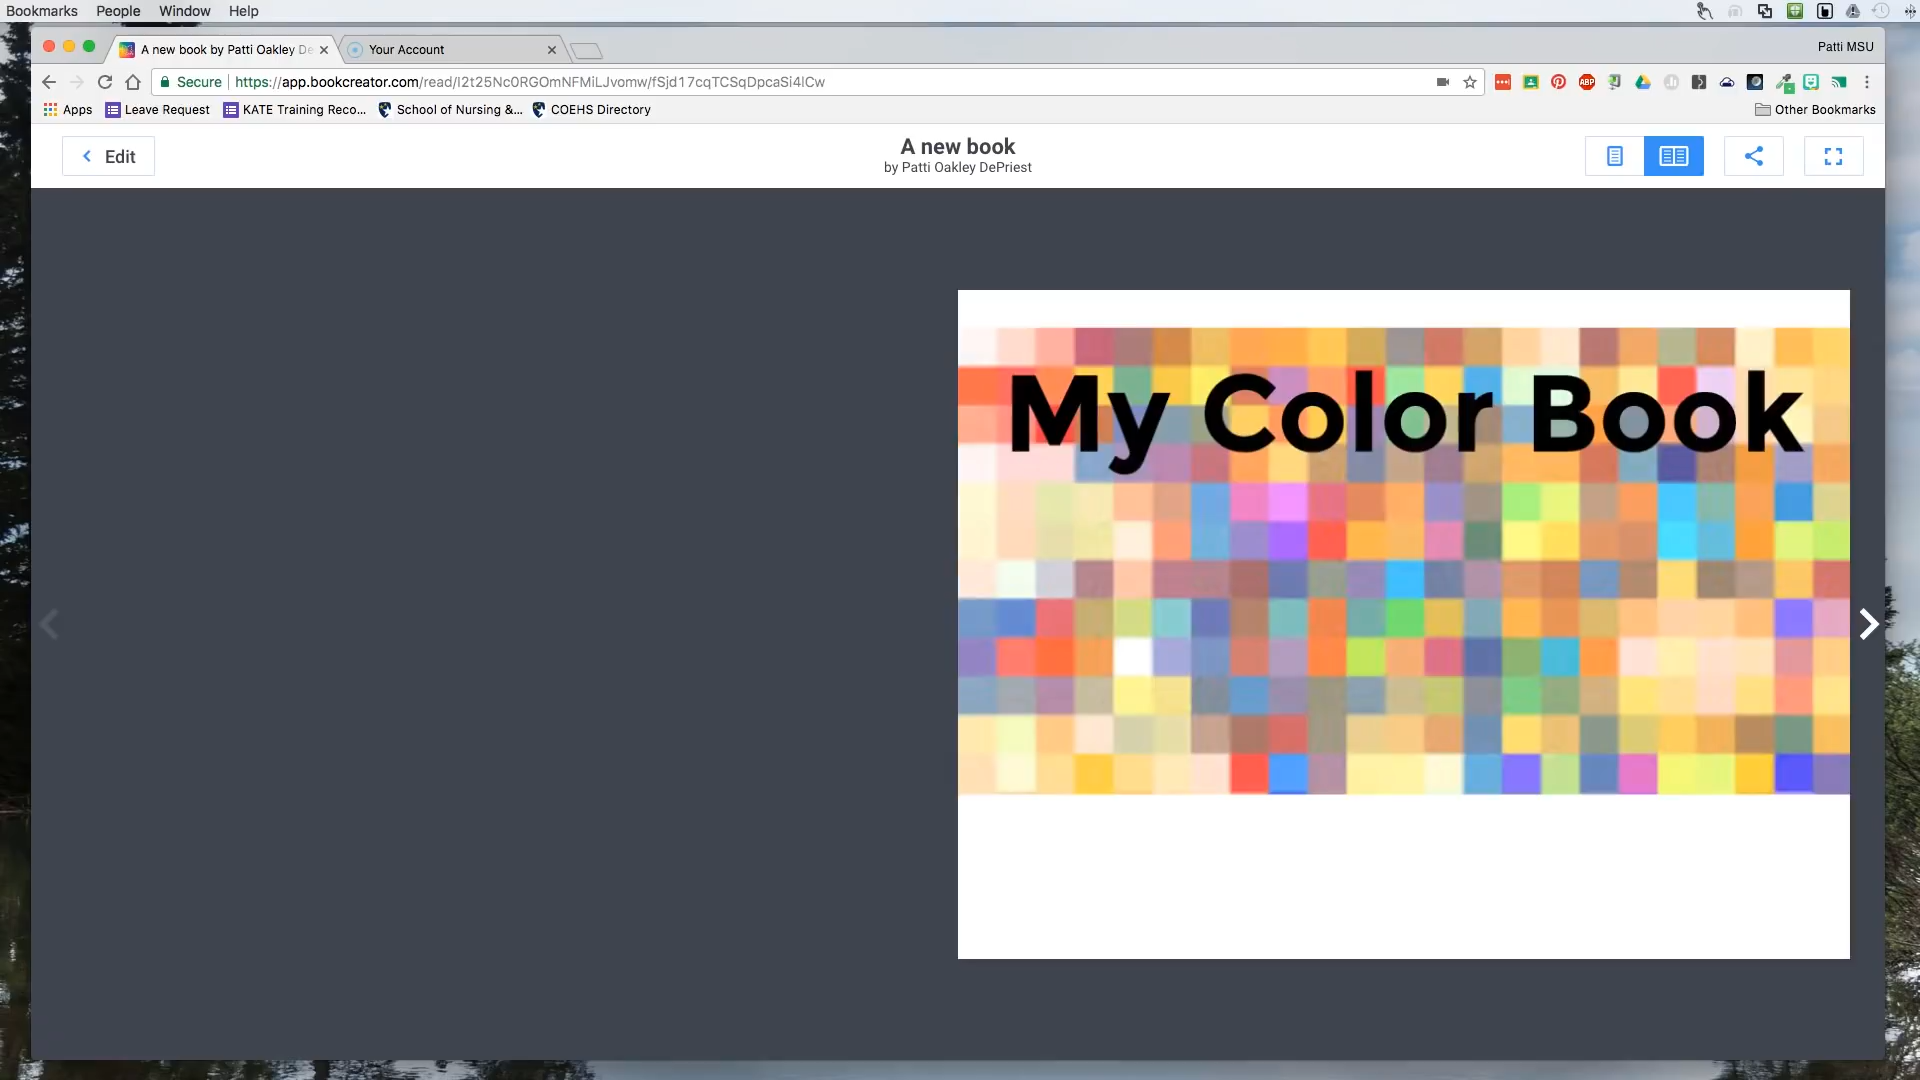 Bookmarks People Window Help
A new book by Patti Oakley De
Your Account
Patti MSU
Secure https://app.bookcreator.com/read/I2t25Nc0RGOmNFMiLJvomw/fSjd17cqTCSqDpcaSi4lCw
ABP
Apps Leave Request KATE Training Reco... School of Nursing &... COEHS Directory Other Bookmarks
Edit
A new book
by Patti Oakley DePriest
My Color Book